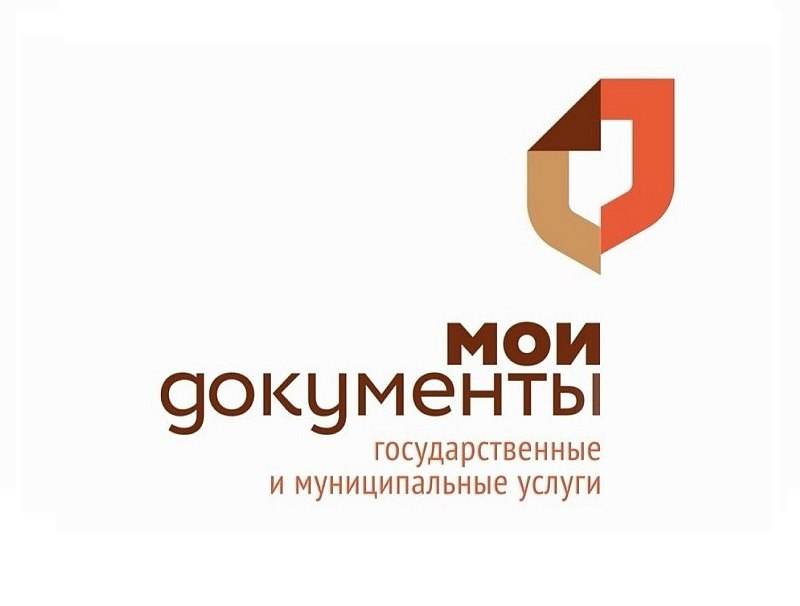 мои
документы
государственные
и муниципальные услуги